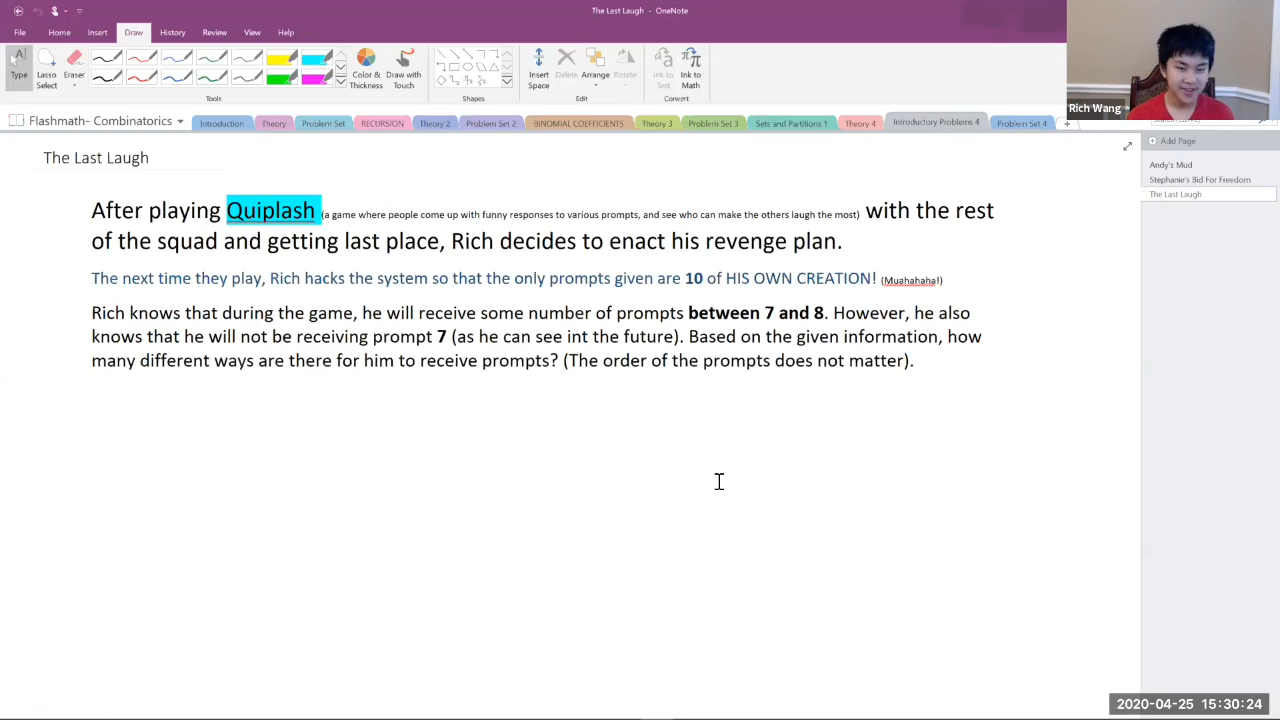 The Last Laugh - OneNote
File Home Insert Draw History Review View Help
Type
Lasso Select
Eraser
Color & Thickness
Draw with Touch
Insert Space
Delete
Arrange
Rotate
Ink to Text
Ink to Math
Tools
Shapes
Edit
Convert
Rich Wang
Flashmath- Combinatorics
Introduction Theory Problem Set RECURSION Theory 2 Problem Set 2 BINOMIAL COEFFICIENTS Theory 3 Problem Set 3 Sets and Partitions 1 Theory 4 Introductory Problems 4 Problem Set 4 +
Add Page
Andy's Mud
Stephanie's Bid For Freedom
The Last Laugh
The Last Laugh
After playing Quiplash (a game where people come up with funny responses to various prompts, and see who can make the others laugh the most) with the rest
of the squad and getting last place, Rich decides to enact his revenge plan.
The next time they play, Rich hacks the system so that the only prompts given are 10 of HIS OWN CREATION! (Muahahaha!)
Rich knows that during the game, he will receive some number of prompts between 7 and 8. However, he also
knows that he will not be receiving prompt 7 (as he can see int the future). Based on the given information, how
many different ways are there for him to receive prompts? (The order of the prompts does not matter).
2020-04-25 15:30:24